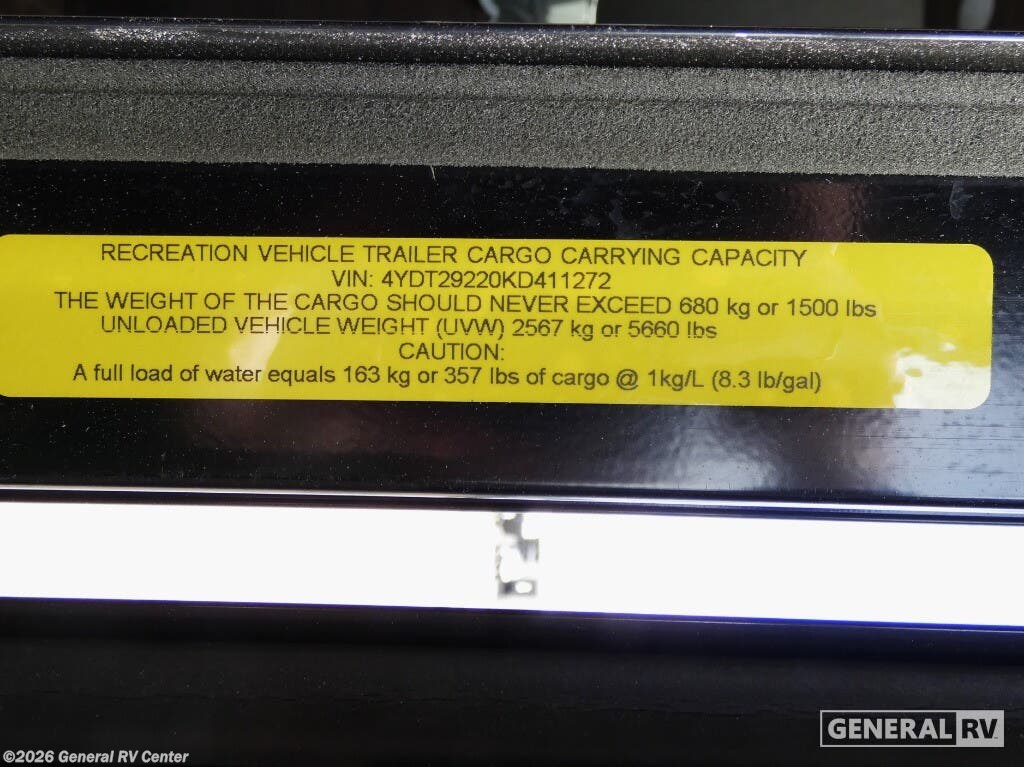 RECREATION VEHICLE TRAILER CARGO CARRYING CAPACITY
VIN: 4YDT29220KD411272
THE WEIGHT OF THE CARGO SHOULD NEVER EXCEED 680 kg or 1500 lbs
UNLOADED VEHICLE WEIGHT (UVW) 2567 kg or 5660 lbs
CAUTION:
A full load of water equals 163 kg or 357 lbs of cargo @ 1kg/L (8.3 lb/gal)
GENERAL RV
©2026 General RV Center